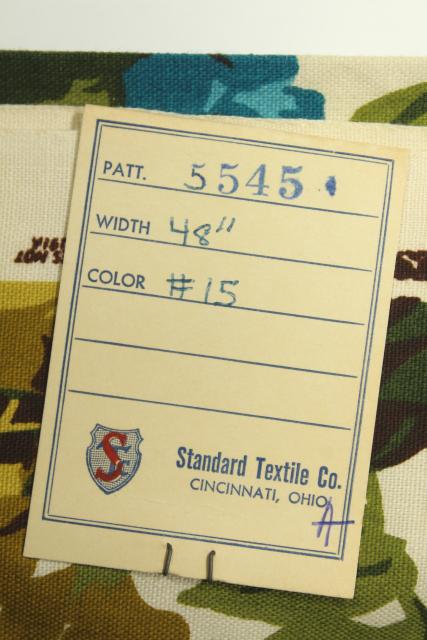 PATT. 5545
WIDTH 48"
COLOR #15
S
Standard Textile Co.
CINCINNATI, OHIO
A